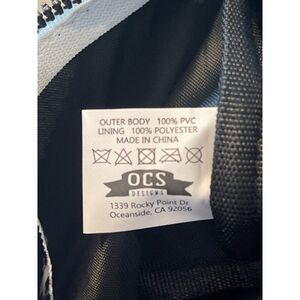 OUTER BODY 100% PVC
LINING 100% POLYESTER
MADE IN CHINA
OCS
DESIGNS
1339 Rocky Point Dr
Oceanside, CA 92056